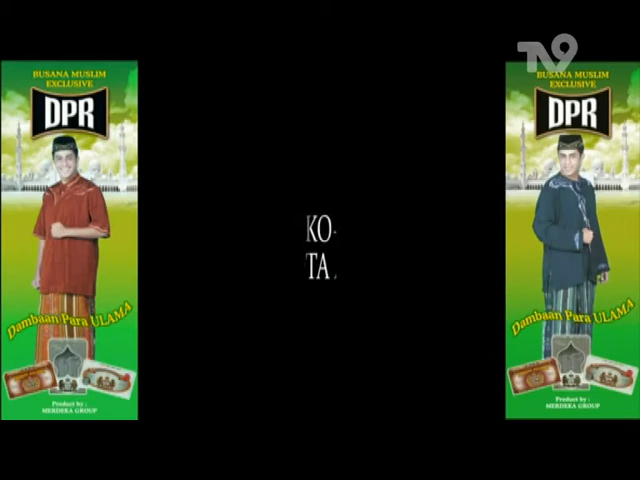 TV9
BUSANA MUSLIM
EXCLUSIVE
DPR
Dambaan Para ULAMA
Product by :
MERDEKA GROUP
KO-
TA
BUSANA MUSLIM
EXCLUSIVE
DPR
Dambaan Para ULAMA
Product by :
MERDEKA GROUP